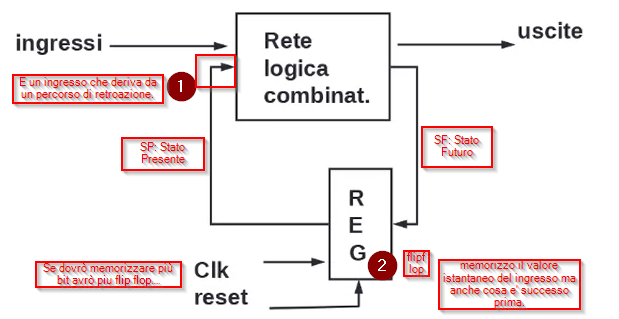 ingressi
Rete
logica
combinat.
uscite
E un ingresso che deriva da
un percorso di retroazione.
1
SP: Stato
Presente
SF: Stato
Futuro
R
E
G
2
flipf
lop
Se dovrò memorizzare più
bit avrò piu flip flop...
Clk
reset
memorizzo il valore
istantaneo del ingresso ma
anche cosa e' successo
prima.